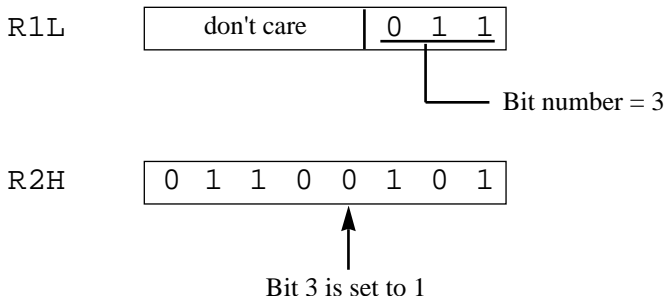 R1L don't care 0 1 1
Bit number = 3
R2H 0 1 1 0 0 1 0 1
Bit 3 is set to 1